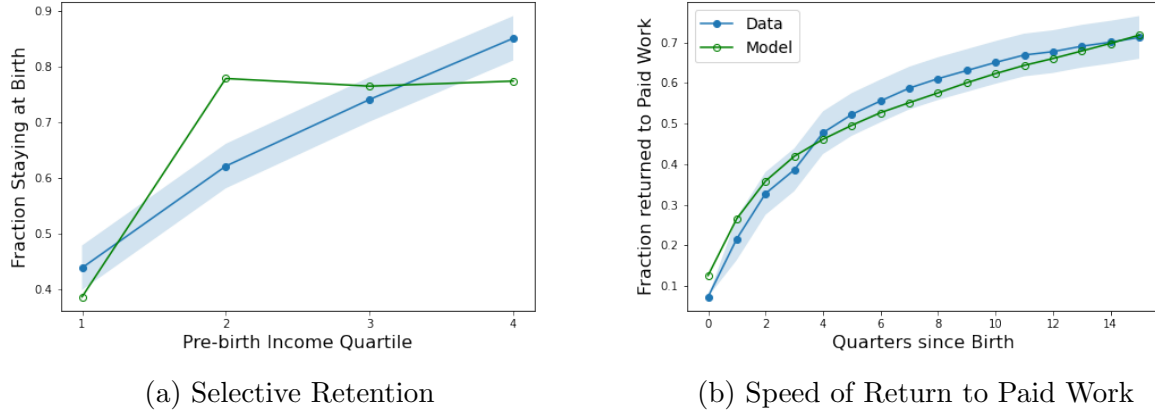 Fraction Staying at Birth
0.9
0.8
0.7
0.6
0.5
0.4
1 2 3 4
Pre-birth Income Quartile
(a) Selective Retention
Fraction returned to Paid Work
Data
Model
0.7
0.6
0.5
0.4
0.3
0.2
0.1
0 2 4 6 8 10 12 14
Quarters since Birth
(b) Speed of Return to Paid Work